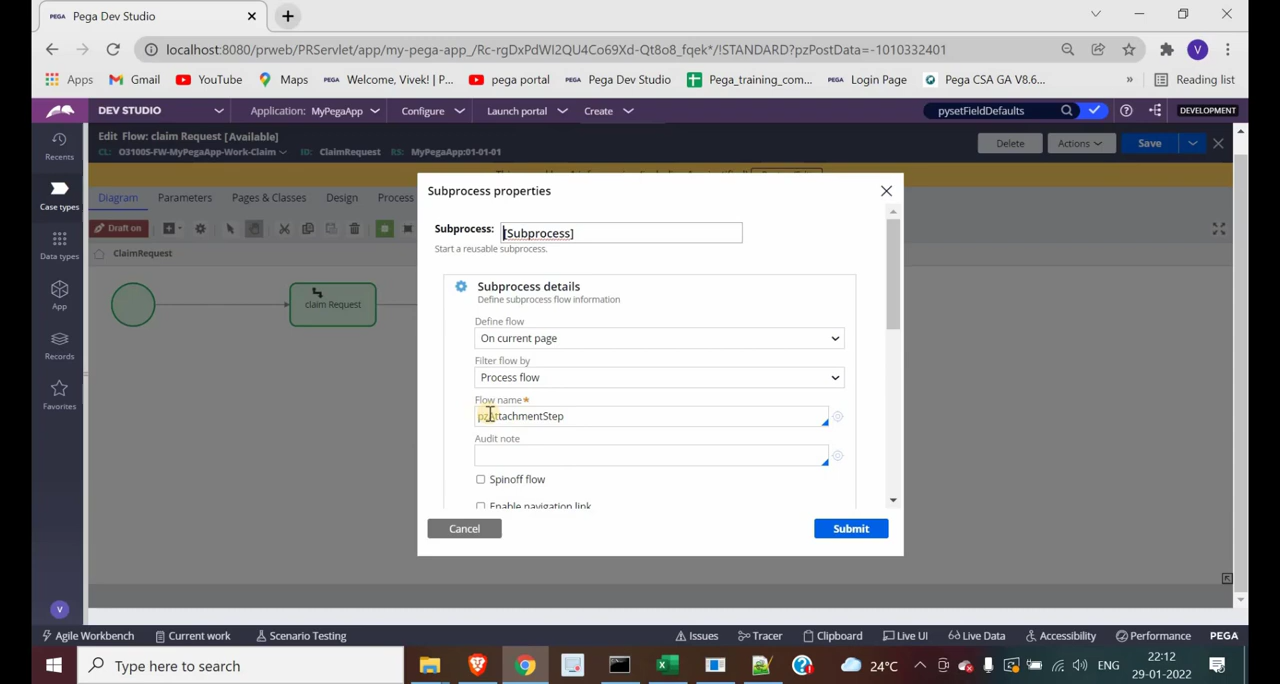 PEGA Pega Dev Studio
localhost:8080/prweb/PRServlet/app/my-pega-app_/Rc-rgDxPdWI2QU4Co69Xd-Qt8o8_fqek*/!STANDARD?pzPostData=-1010332401
V
Apps Gmail YouTube Maps PEGA Welcome, Vivek! | P... pega portal PEGA Pega Dev Studio Pega_training_com... PEGA Login Page Pega CSA GA V8.6... » Reading list
DEV STUDIO Application: MyPegaApp Configure Launch portal Create pysetFieldDefaults DEVELOPMENT
Recents
Case types
Data types
App
Records
Favorites
V
Edit Flow: claim Request [Available]
CL: O3100S-FW-MyPegaApp-Work-Claim ID: ClaimRequest RS: MyPegaApp:01-01-01
Delete Actions Save
Diagram Parameters Pages & Classes Design Process
Draft on
ClaimRequest
claim Request
Subprocess properties
Subprocess: [Subprocess]
Start a reusable subprocess.
Subprocess details
Define subprocess flow information
Define flow
On current page
Filter flow by
Process flow
Flow name*
pzAttachmentStep
Audit note
Spinoff flow
Enable navigation link
Cancel Submit
Agile Workbench Current work Scenario Testing Issues Tracer Clipboard Live UI Live Data Accessibility Performance PEGA
Type here to search
24°C ENG
22:12
29-01-2022